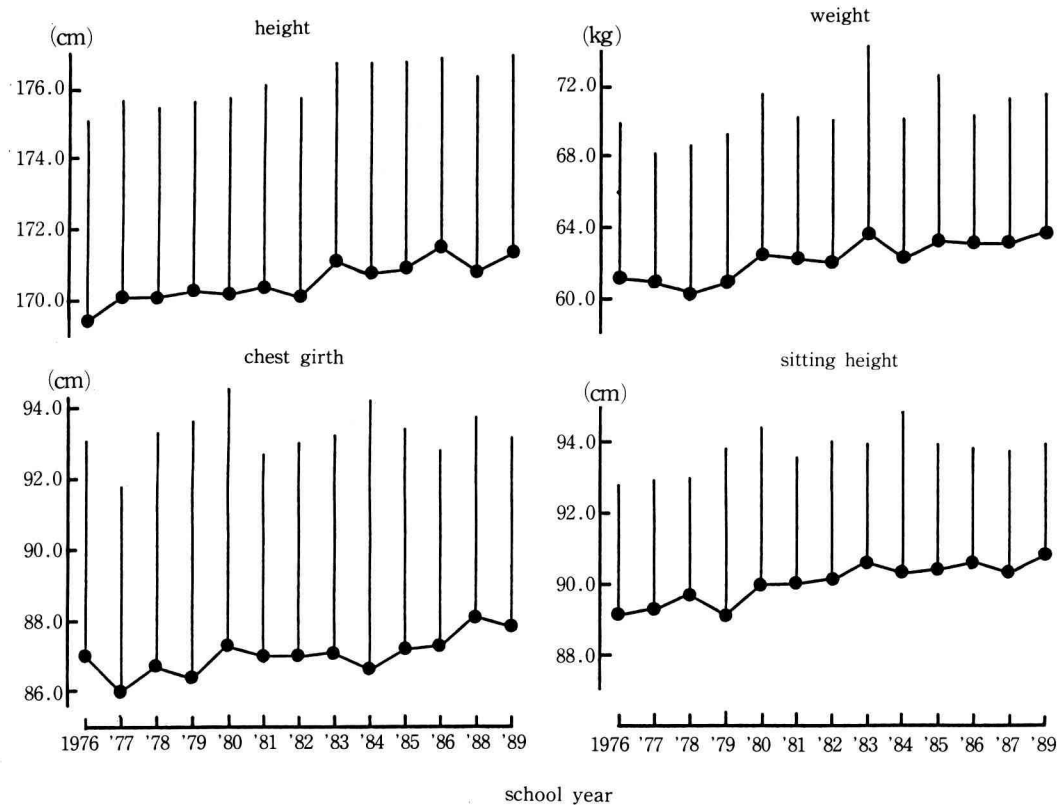 height
(cm)
176.0
174.0
172.0
170.0
weight
(kg)
72.0
68.0
64.0
60.0
chest girth
(cm)
94.0
92.0
90.0
88.0
86.0
1976 '77 '78 '79 '80 '81 '82 '83 '84 '85 '86 '88 '89
sitting height
(cm)
94.0
92.0
90.0
88.0
1976 '77 '78 '79 '80 '81 '82 '83 '84 '85 '86 '87 '89
school year